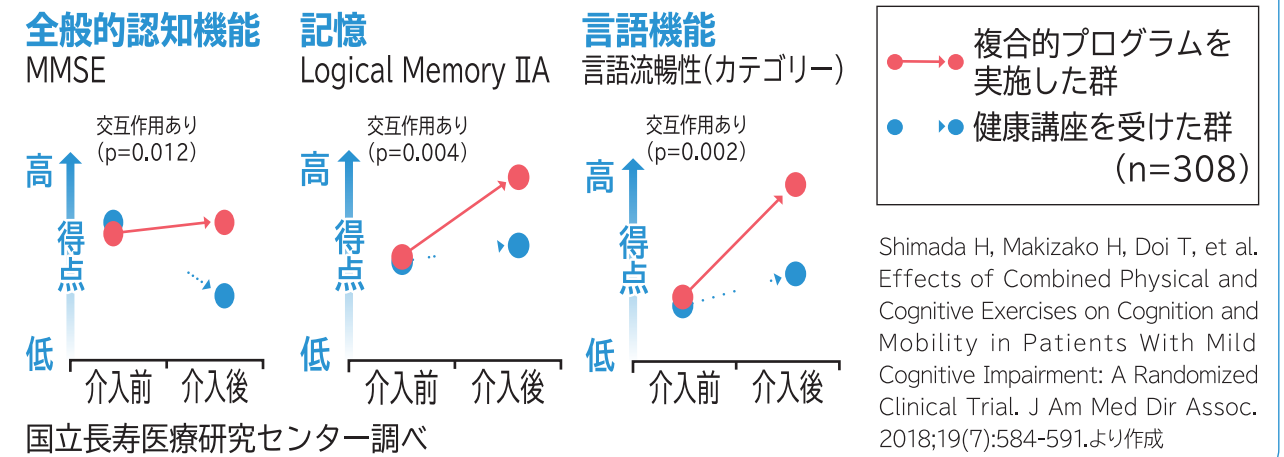 全般的認知機能
MMSE
交互作用あり
(p=0.012)
高
得点
低
介入前
介入後
記憶
Logical Memory ⅡA
交互作用あり
(p=0.004)
高
得点
低
介入前
介入後
言語機能
言語流暢性(カテゴリー)
交互作用あり
(p=0.002)
高
得点
低
介入前
介入後
国立長寿医療研究センター調べ
複合的プログラムを
実施した群
健康講座を受けた群
(n=308)
Shimada H, Makizako H, Doi T, et al.
Effects of Combined Physical and
Cognitive Exercises on Cognition and
Mobility in Patients With Mild
Cognitive Impairment: A Randomized
Clinical Trial. J Am Med Dir Assoc.
2018;19(7):584-591.より作成